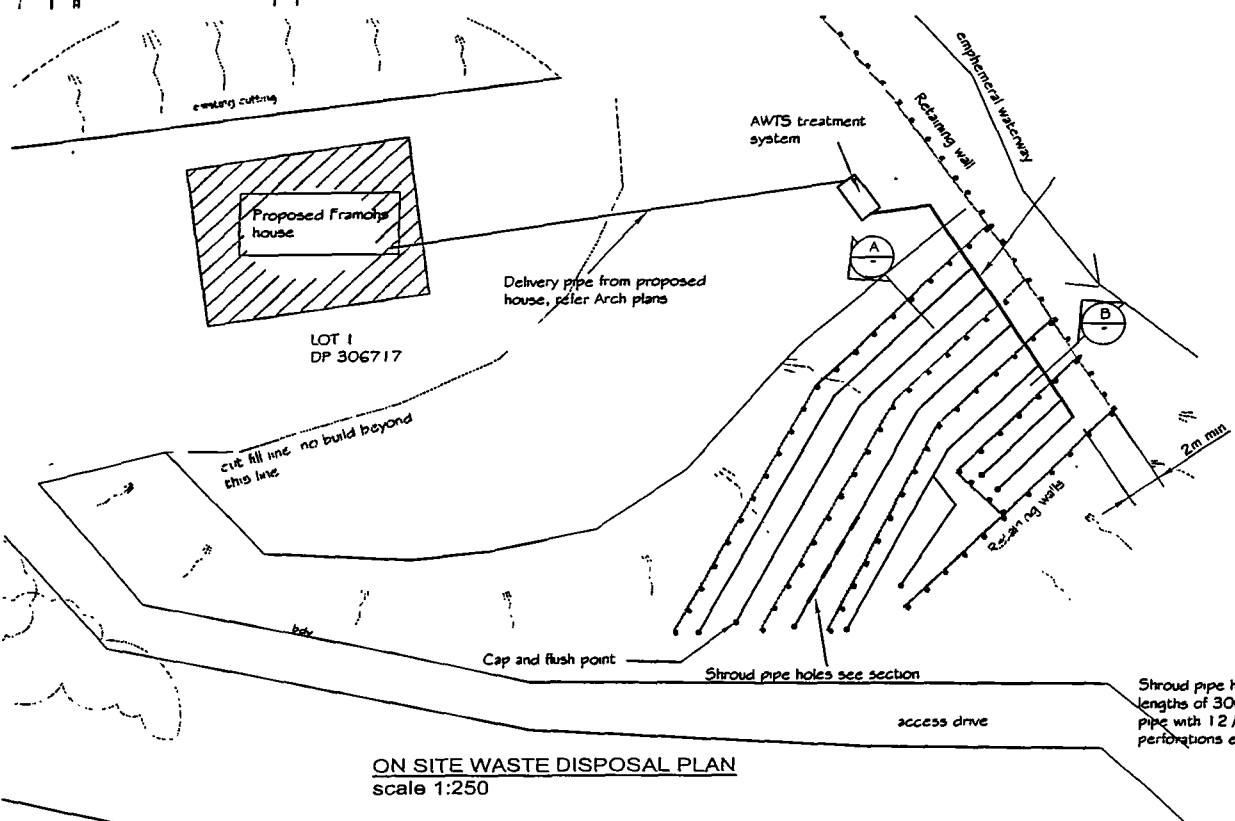 existing cutting
emphemeral waterway
Retaining wall
AWTS treatment
system
Proposed Framohs
house
A
-
Delivery pipe from proposed
house, refer Arch plans
B
-
LOT 1
DP 306717
cut fill line no build beyond
this line
2m min
Retaining walls
bdy
Cap and flush point
Shroud pipe holes see section
Shroud pipe h
lengths of 30
pipe with 12
perforations e
access drive
ON SITE WASTE DISPOSAL PLAN
scale 1:250